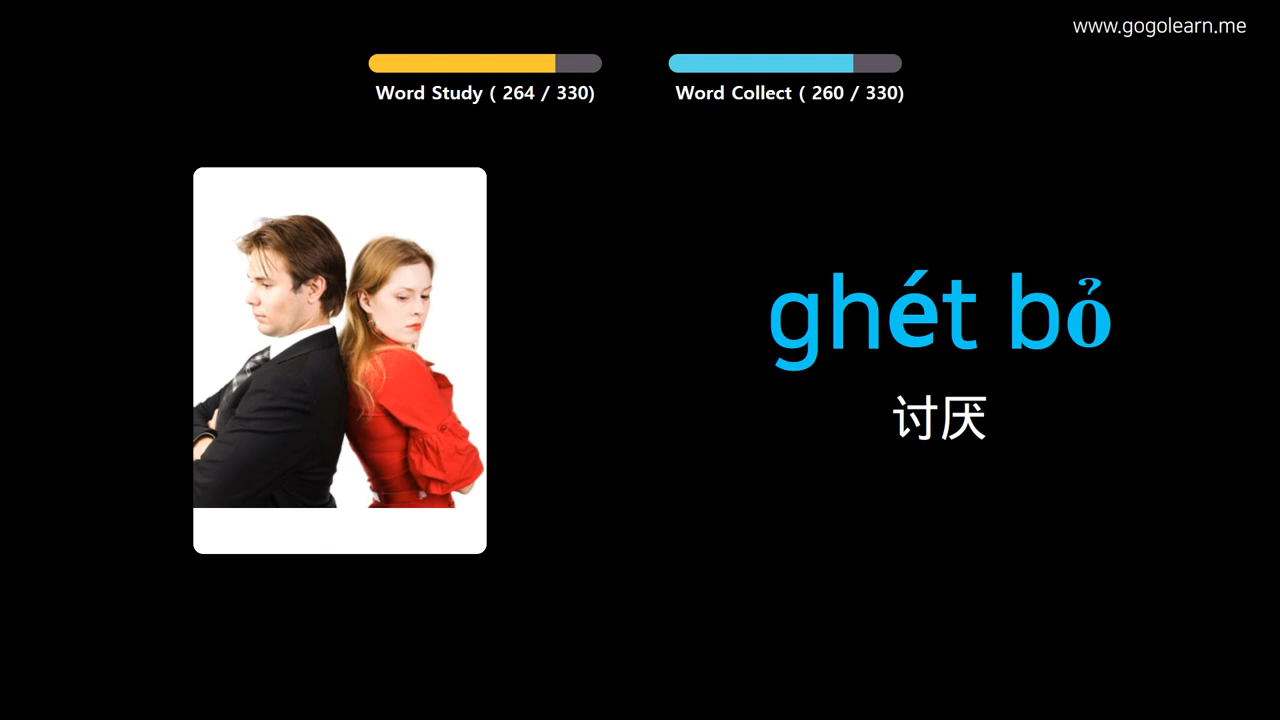 www.gogolearn.me
Word Study ( 264 / 330)
Word Collect ( 260 / 330)
ghét bỏ
讨厌